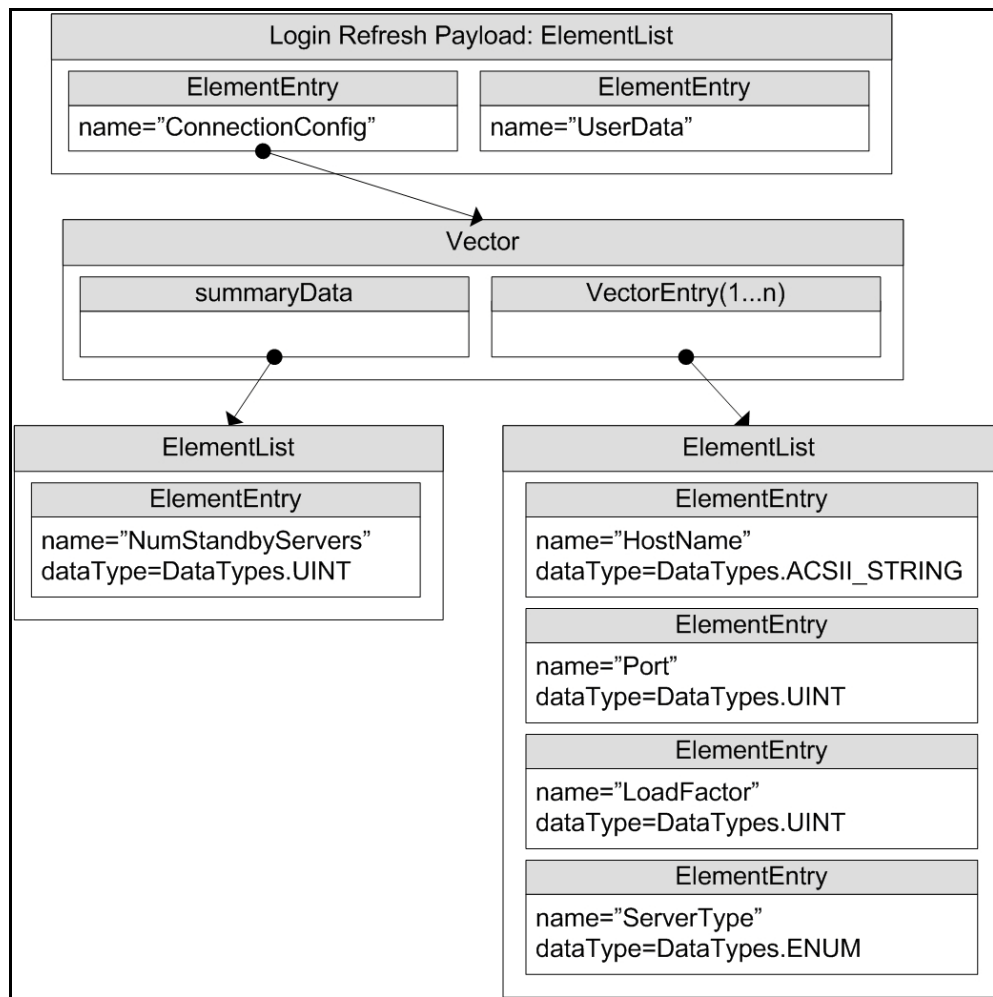 Login Refresh Payload: ElementList
ElementEntry
name=”ConnectionConfig”
ElementEntry
name=”UserData”
Vector
summaryData
VectorEntry(1...n)
ElementList
ElementEntry
name=”NumStandbyServers”
dataType=DataTypes.UINT
ElementList
ElementEntry
name=”HostName”
dataType=DataTypes.ACSII_STRING
ElementEntry
name=”Port”
dataType=DataTypes.UINT
ElementEntry
name=”LoadFactor”
dataType=DataTypes.UINT
ElementEntry
name=”ServerType”
dataType=DataTypes.ENUM